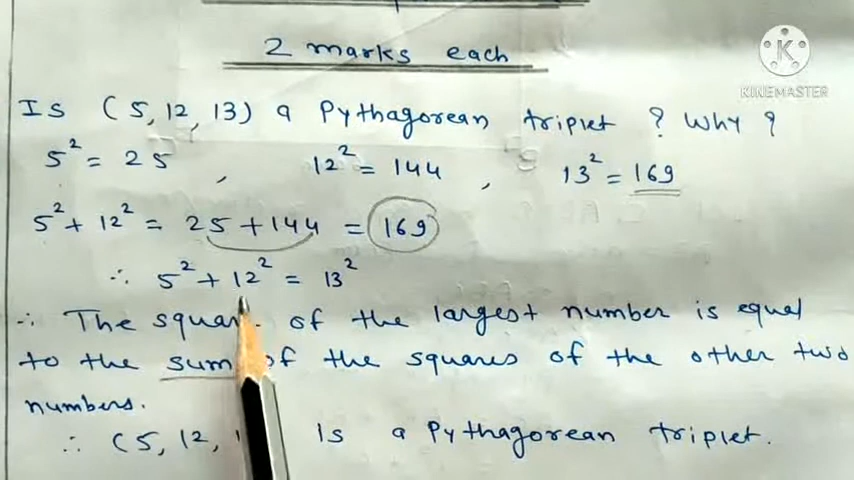 2 marks each
KINEMASTER
Is (5, 12, 13) a Pythagorean triplet ? Why ?
5² = 25 , 12² = 144 , 13² = 169
5² + 12² = 25 + 144 = 169
∴ 5² + 12² = 13²
∴ The of the largest number is equal
to the sum of the squares of the other two
numbers.
∴ (5, 12, Is a Pythagorean triplet.